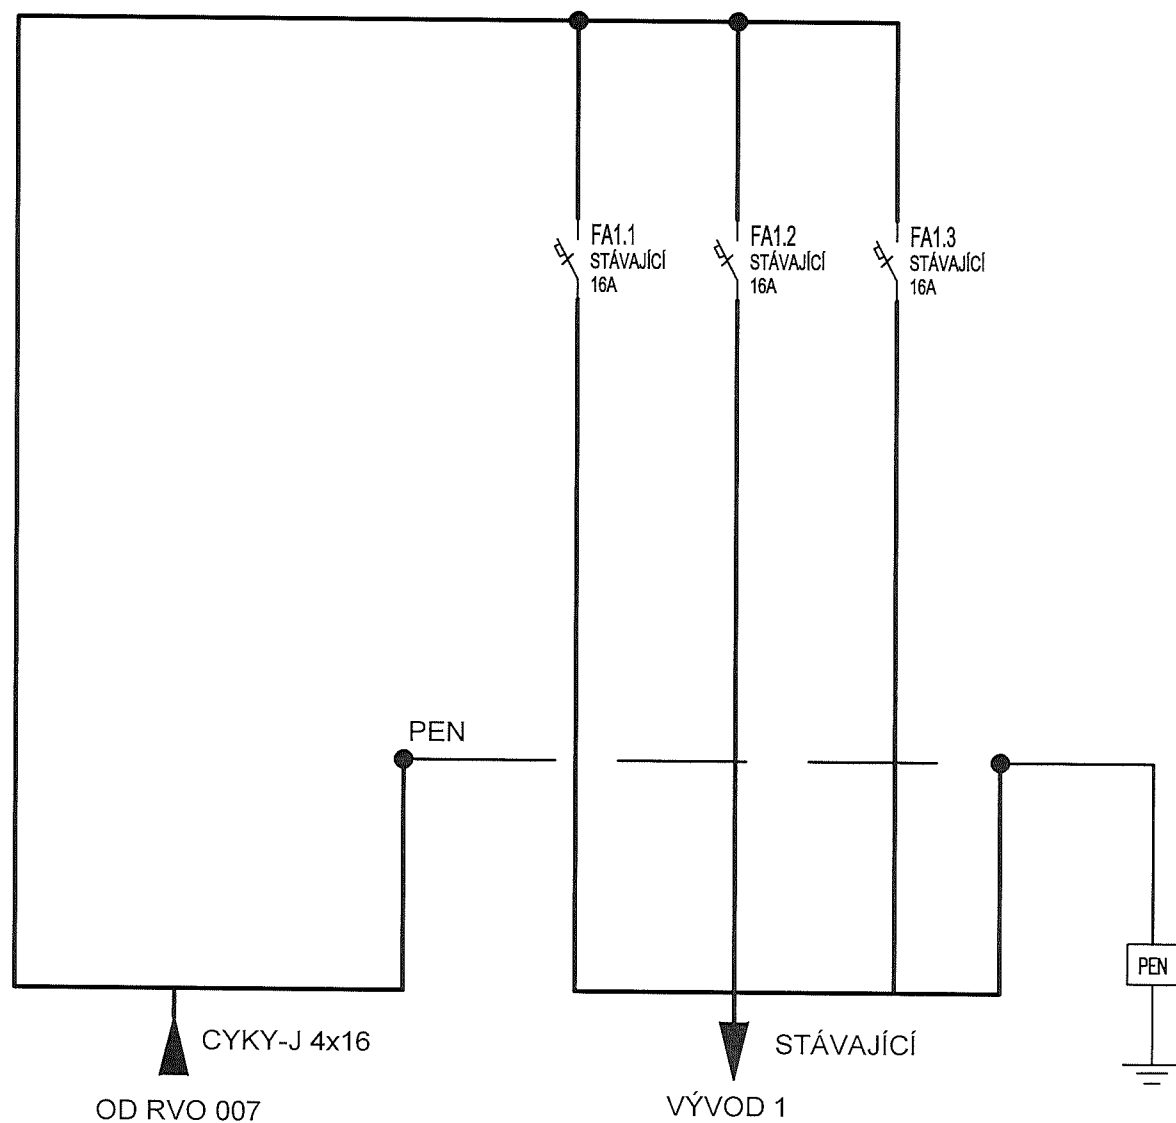 FA1.1
STÁVAJÍCÍ
16A
FA1.2
STÁVAJÍCÍ
16A
FA1.3
STÁVAJÍCÍ
16A
PEN
PEN
CYKY-J 4x16
STÁVAJÍCÍ
OD RVO 007
VÝVOD 1